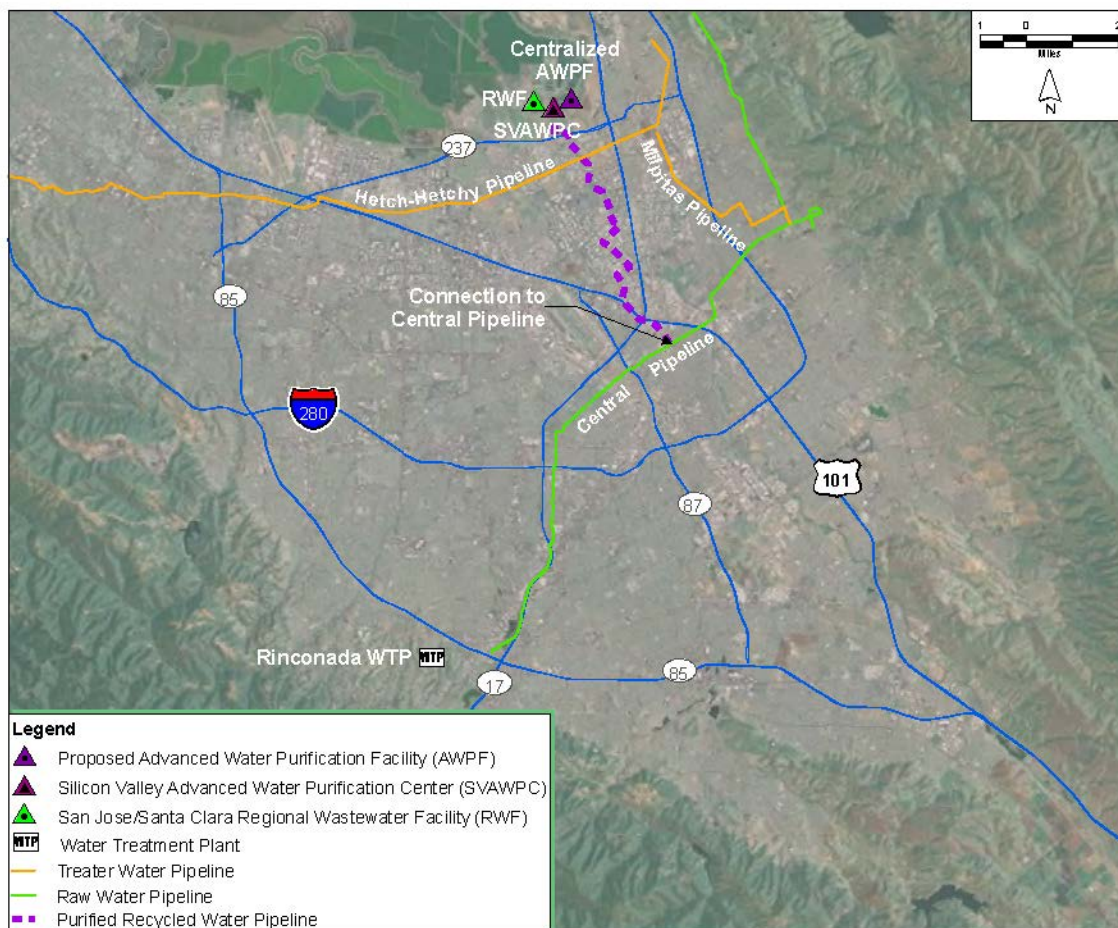 1 0 2
Miles
N
Centralized
AWPF
RWF
SVAWPC
237
Hetch-Hetchy Pipeline
Milpitas Pipeline
85
Connection to
Central Pipeline
Central Pipeline
280
101
87
Rinconada WTP WTP
85
17
Legend
Proposed Advanced Water Purification Facility (AWPF)
Silicon Valley Advanced Water Purification Center (SVAWPC)
San Jose/Santa Clara Regional Wastewater Facility (RWF)
WTP Water Treatment Plant
Treater Water Pipeline
Raw Water Pipeline
Purified Recycled Water Pipeline